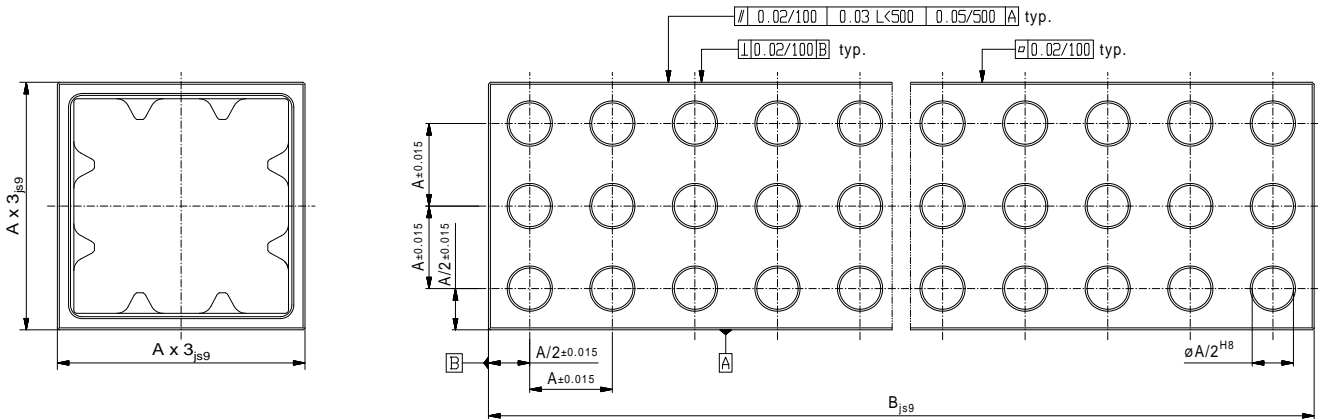 ⫽ 0.02/100 0.03 L<500 0.05/500 A typ.
⊥ 0.02/100 B typ.
⏥ 0.02/100 typ.
A x 3js9
A±0.015
A±0.015
A/2±0.015
A x 3js9
B
A/2±0.015
A±0.015
A
øA/2H8
Bjs9